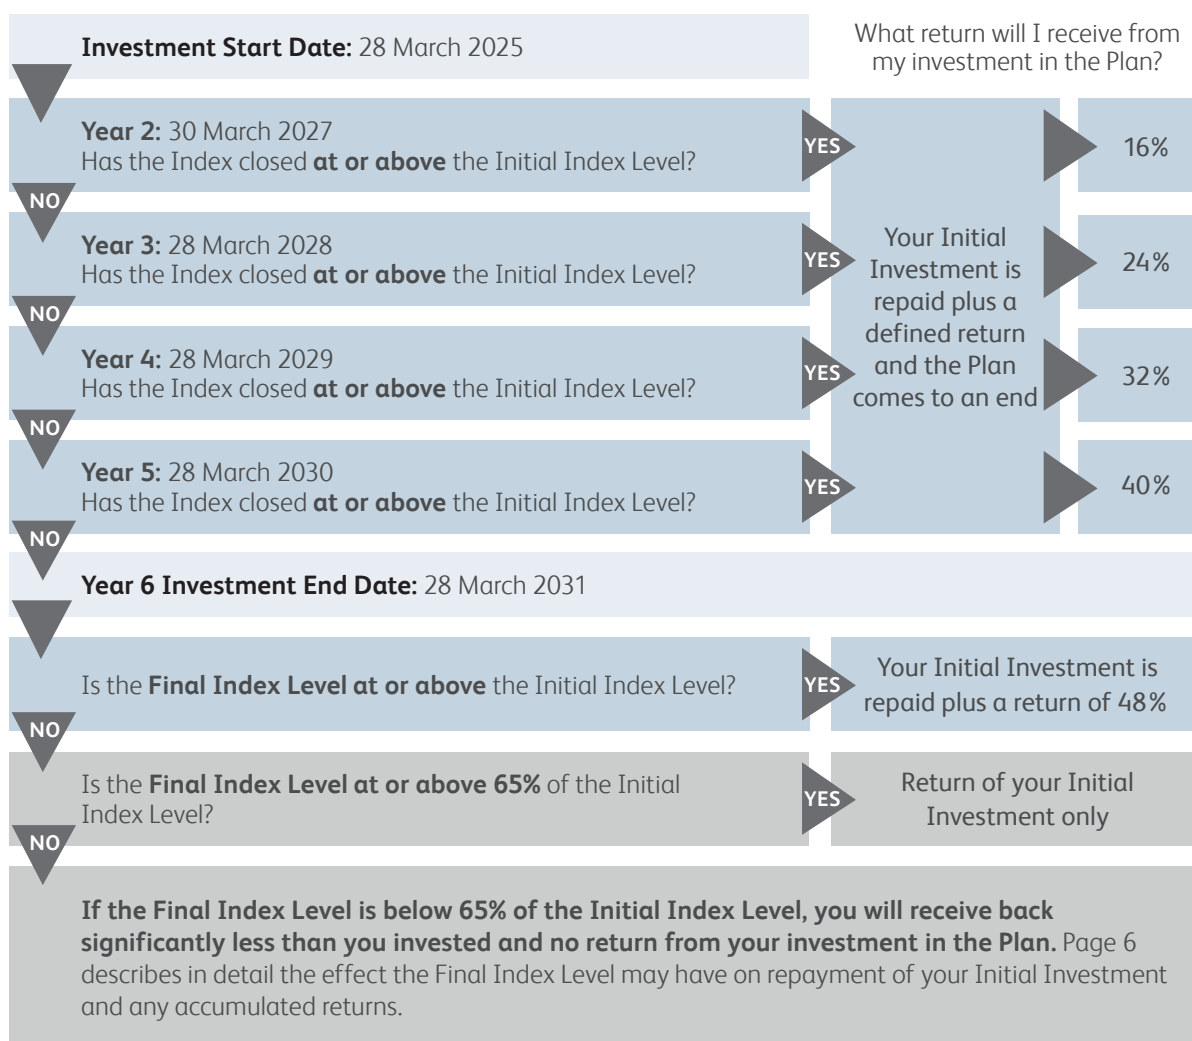 Investment Start Date: 28 March 2025
What return will I receive from
my investment in the Plan?
Year 2: 30 March 2027
Has the Index closed at or above the Initial Index Level?
YES
16%
NO
Year 3: 28 March 2028
Has the Index closed at or above the Initial Index Level?
YES
24%
NO
Year 4: 28 March 2029
Has the Index closed at or above the Initial Index Level?
YES
32%
NO
Year 5: 28 March 2030
Has the Index closed at or above the Initial Index Level?
YES
40%
Your Initial
Investment is
repaid plus a
defined return
and the Plan
comes to an end
NO
Year 6 Investment End Date: 28 March 2031
Is the Final Index Level at or above the Initial Index Level?
YES
Your Initial Investment is
repaid plus a return of 48%
NO
Is the Final Index Level at or above 65% of the Initial
Index Level?
YES
Return of your Initial
Investment only
NO
If the Final Index Level is below 65% of the Initial Index Level, you will receive back
significantly less than you invested and no return from your investment in the Plan. Page 6
describes in detail the effect the Final Index Level may have on repayment of your Initial Investment
and any accumulated returns.